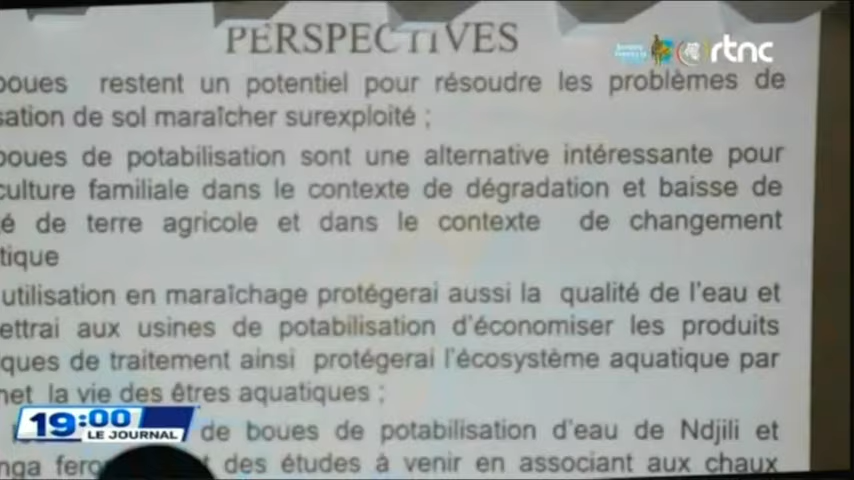 PERSPECTIVES
rtnc
boues restent un potentiel pour résoudre les problèmes de
sation de sol maraîcher surexploité ;
boues de potabilisation sont une alternative intéressante pour
culture familiale dans le contexte de dégradation et baisse de
é de terre agricole et dans le contexte de changement
tique
utilisation en maraîchage protégerai aussi la qualité de l'eau et
ettrai aux usines de potabilisation d'économiser les produits
iques de traitement ainsi protégerai l'écosystème aquatique par
net la vie des êtres aquatiques ;
de boues de potabilisation d'eau de Ndjili et
nga des études à venir en associant aux chaux
19:00
LE JOURNAL